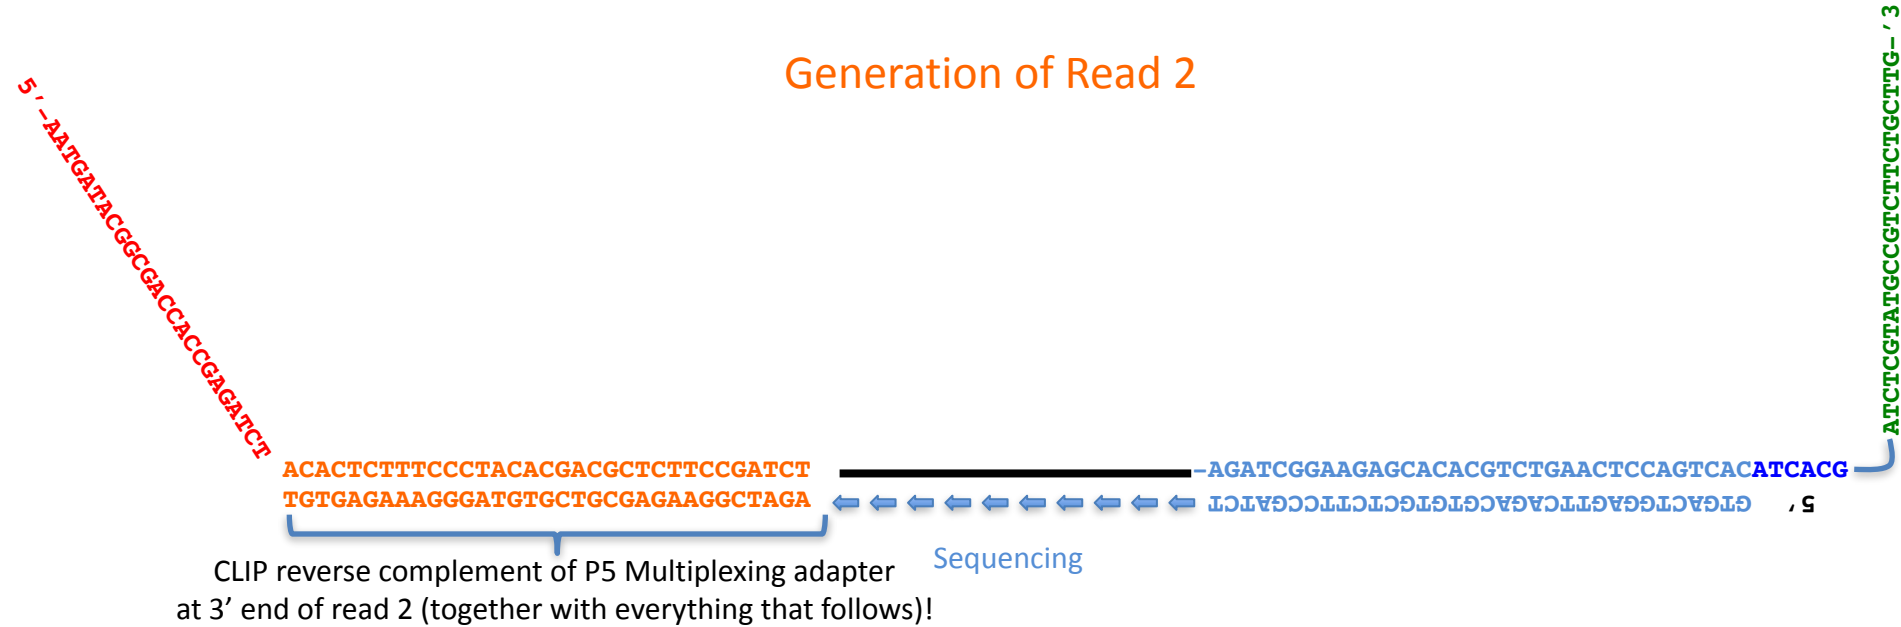 Generation of Read 2
5′-AATGATACGGCGACCACCGAGATCT
ATCTCGTATGCCGTCTTCTGCTTG-′3
ACACTCTTTCCCTACACGACGCTCTTCCGATCT -AGATCGGAAGAGCACACGTCTGAACTCCAGTCACATCACG
TGTGAGAAAGGGATGTGCTGCGAGAAGGCTAGA 5′ GTGACTGGAGTTCAGACGTGTGCTCTTCCGATCT
Sequencing
CLIP reverse complement of P5 Multiplexing adapter
at 3’ end of read 2 (together with everything that follows)!